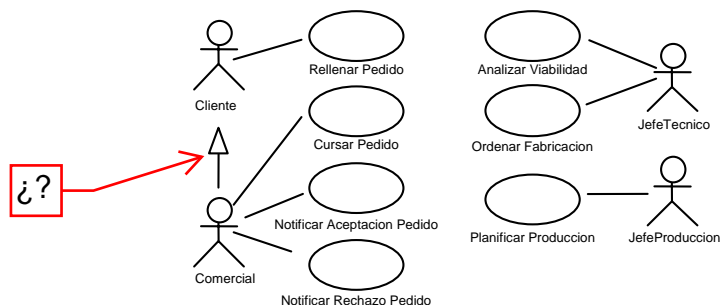 Rellenar Pedido
Analizar Viabilidad
Cliente
JefeTecnico
Cursar Pedido
Ordenar Fabricacion
¿?
Notificar Aceptacion Pedido
Planificar Produccion
JefeProduccion
Comercial
Notificar Rechazo Pedido